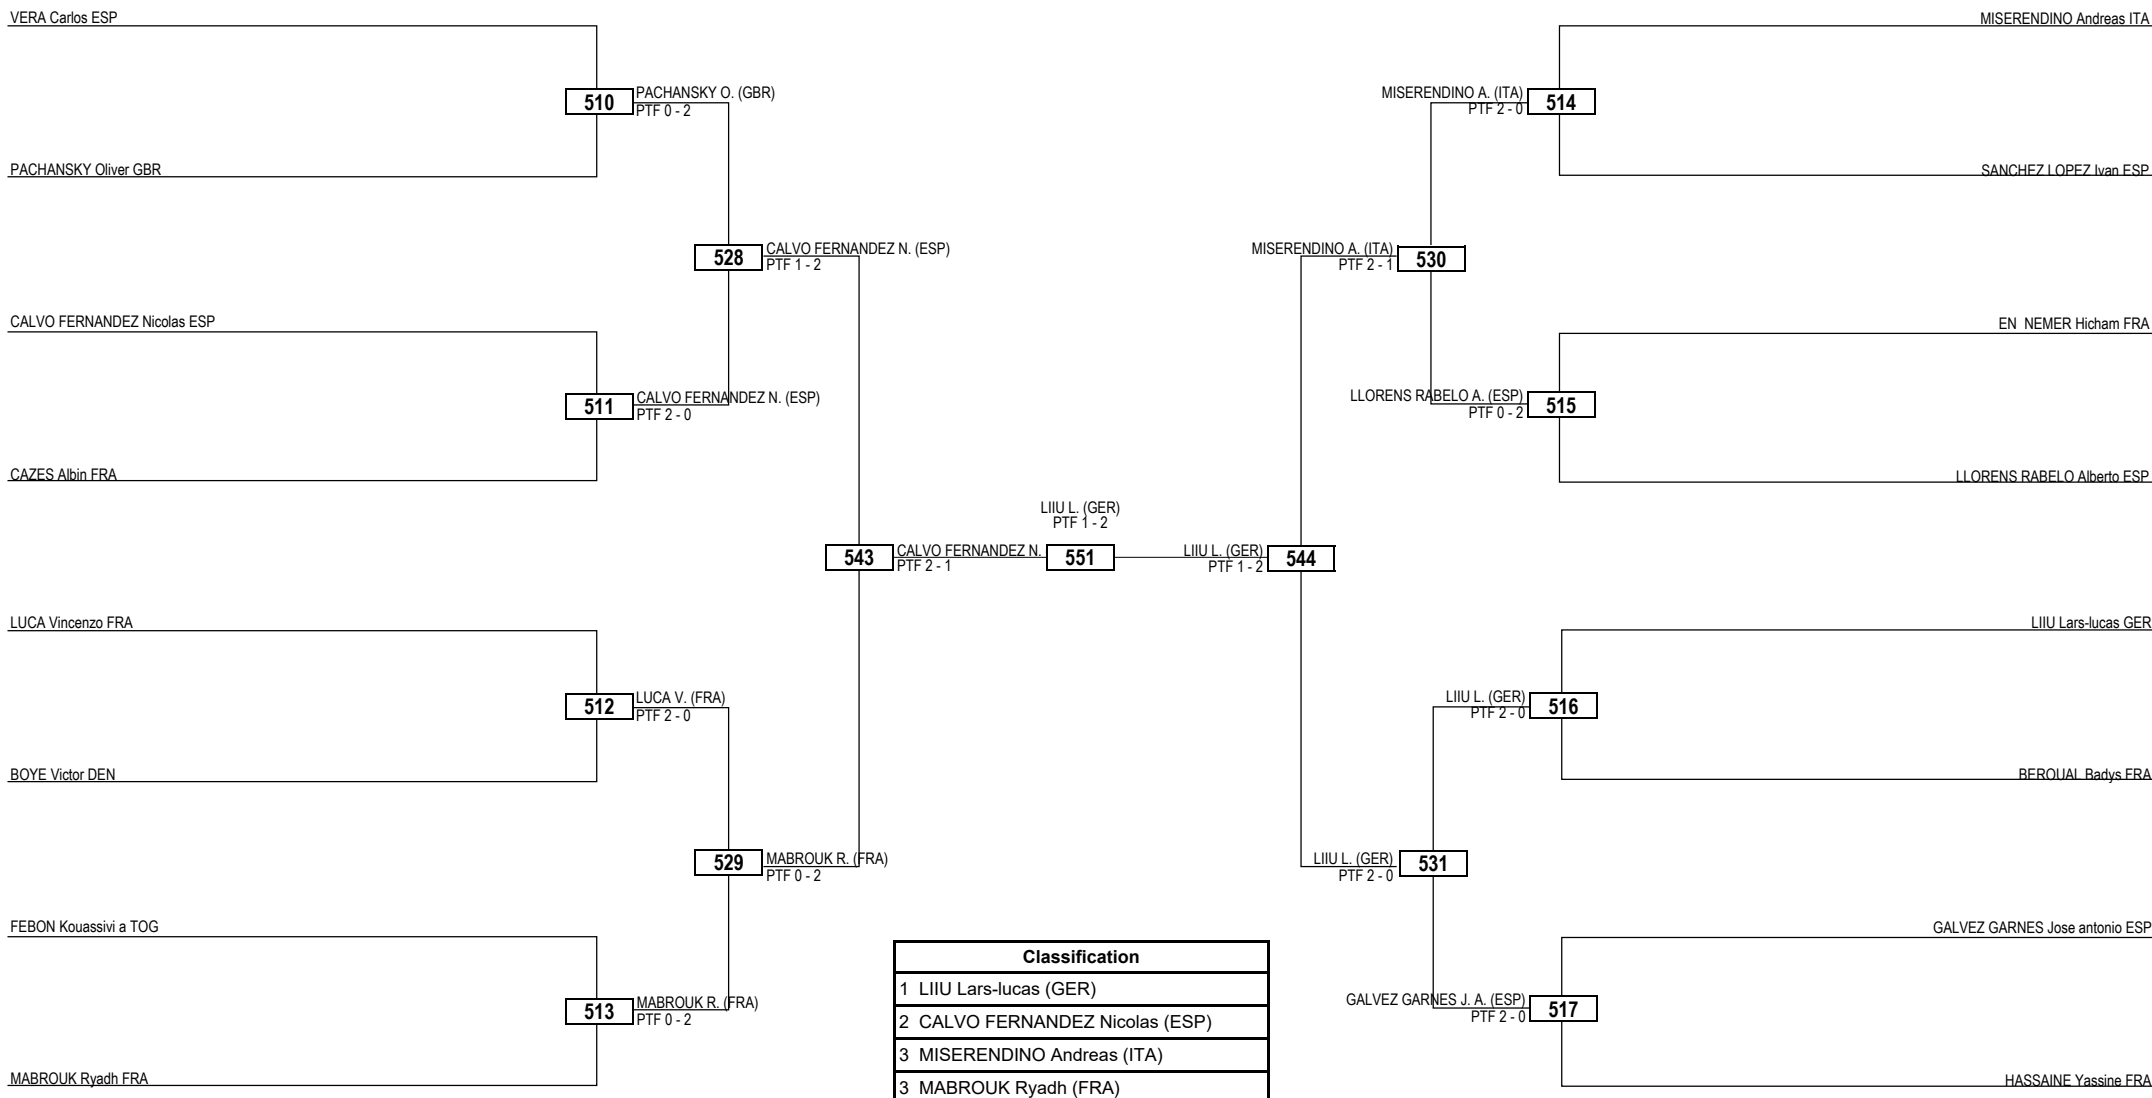 VERA Carlos ESP
MISERENDINO Andreas ITA
510
PACHANSKY O. (GBR)
PTF 0 - 2
MISERENDINO A. (ITA)
PTF 2 - 0
514
PACHANSKY Oliver GBR
SANCHEZ LOPEZ Ivan ESP
528
CALVO FERNANDEZ N. (ESP)
PTF 1 - 2
MISERENDINO A. (ITA)
PTF 2 - 1
530
CALVO FERNANDEZ Nicolas ESP
EN NEMER Hicham FRA
511
CALVO FERNANDEZ N. (ESP)
PTF 2 - 0
LLORENS RABELO A. (ESP)
PTF 0 - 2
515
CAZES Albin FRA
LLORENS RABELO Alberto ESP
LIIU L. (GER)
PTF 1 - 2
543
CALVO FERNANDEZ N.
PTF 2 - 1
551
LIIU L. (GER)
PTF 1 - 2
544
LUCA Vincenzo FRA
LIIU Lars-lucas GER
512
LUCA V. (FRA)
PTF 2 - 0
LIIU L. (GER)
PTF 2 - 0
516
BOYE Victor DEN
BEROUAL Badys FRA
529
MABROUK R. (FRA)
PTF 0 - 2
LIIU L. (GER)
PTF 2 - 0
531
FEBON Kouassivi a TOG
GALVEZ GARNES Jose antonio ESP
513
MABROUK R. (FRA)
PTF 0 - 2
GALVEZ GARNES J. A. (ESP)
PTF 2 - 0
517
MABROUK Ryadh FRA
HASSAINE Yassine FRA
Classification
1 LIIU Lars-lucas (GER)
2 CALVO FERNANDEZ Nicolas (ESP)
3 MISERENDINO Andreas (ITA)
3 MABROUK Ryadh (FRA)